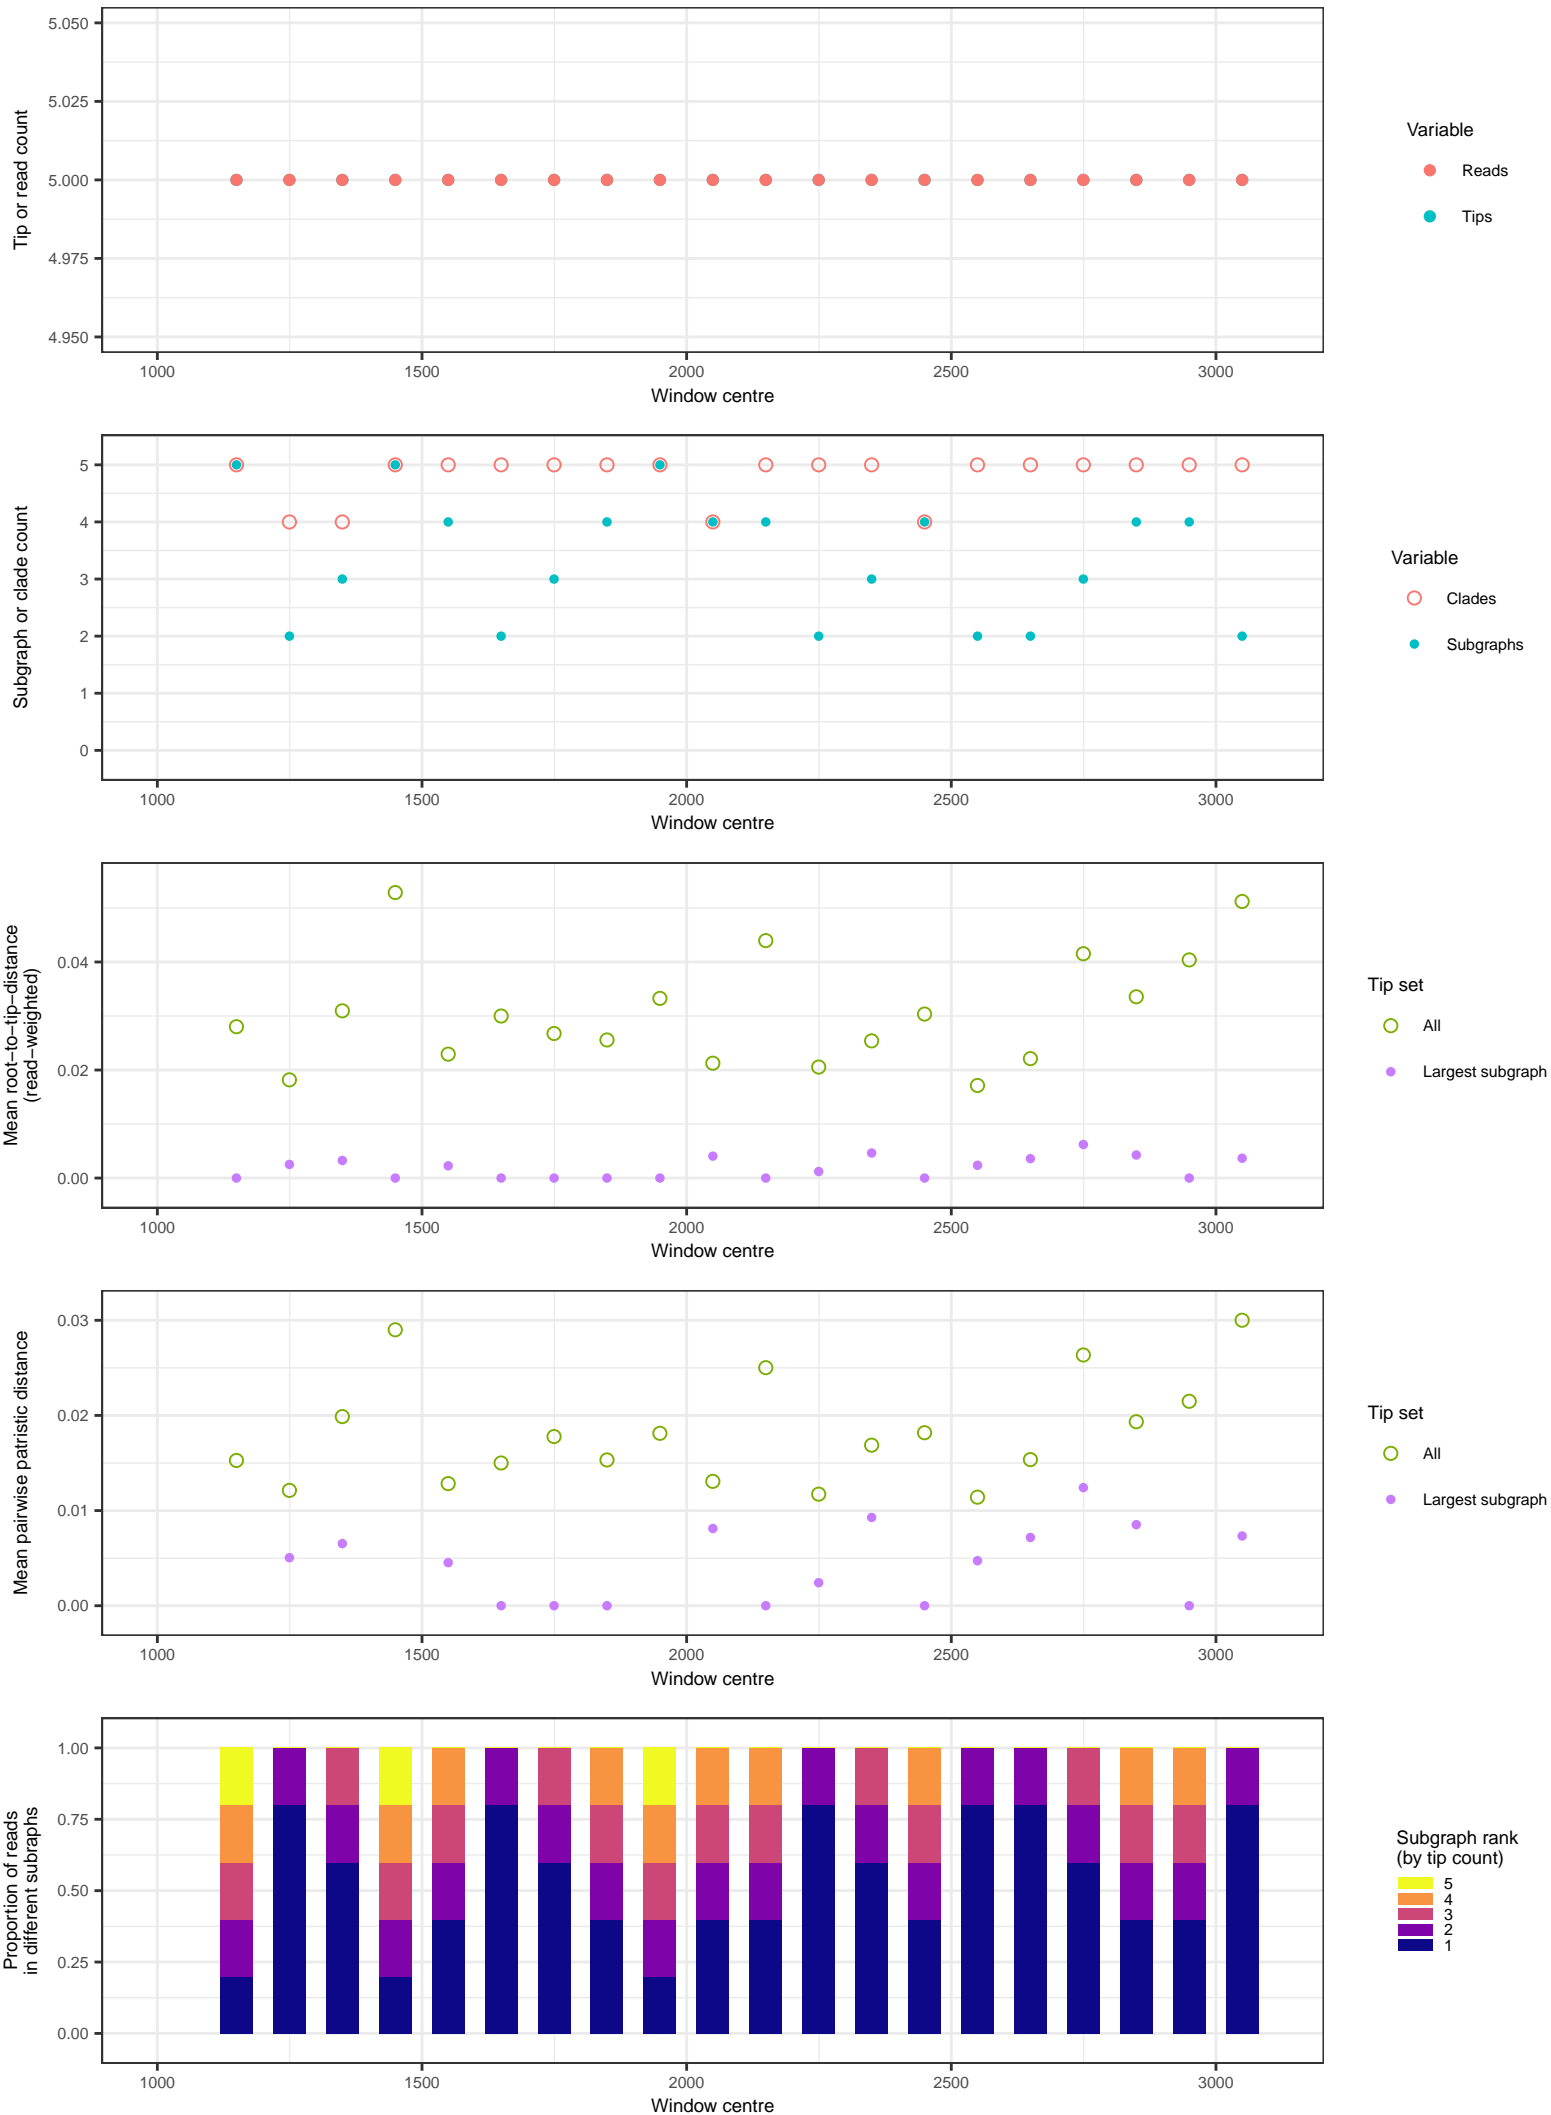 5.050
5.025
5.000
4.975
4.950
Tip or read count
1000 1500 2000 2500 3000
Window centre
Variable
Reads
Tips
5
4
3
2
1
0
Subgraph or clade count
1000 1500 2000 2500 3000
Window centre
Variable
Clades
Subgraphs
0.04
0.02
0.00
Mean root−to−tip−distance
(read−weighted)
1000 1500 2000 2500 3000
Window centre
Tip set
All
Largest subgraph
0.03
0.02
0.01
0.00
Mean pairwise patristic distance
1000 1500 2000 2500 3000
Window centre
Tip set
All
Largest subgraph
1.00
0.75
0.50
0.25
0.00
Proportion of reads
in different subraphs
1000 1500 2000 2500 3000
Window centre
Subgraph rank
(by tip count)
5
4
3
2
1